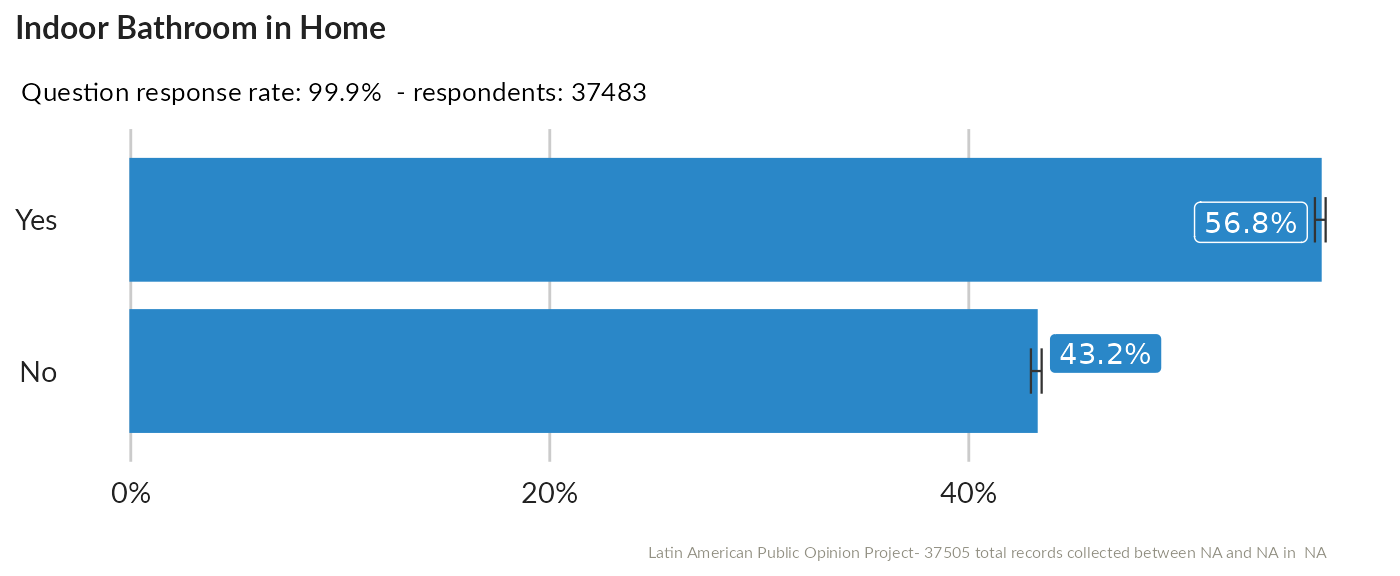 Indoor Bathroom in Home
Question response rate: 99.9% - respondents: 37483
Yes
56.8%
No
43.2%
0% 20% 40%
Latin American Public Opinion Project- 37505 total records collected between NA and NA in NA